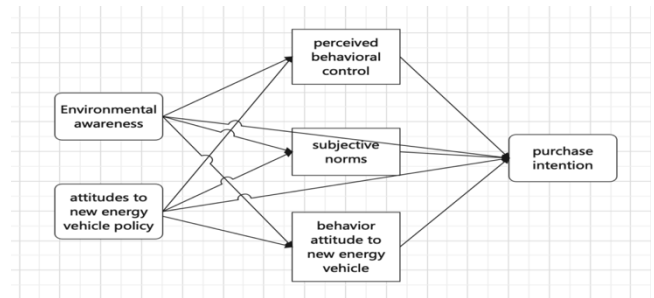 perceived
behavioral
control
Environmental
awareness
subjective
norms
purchase
intention
attitudes to
new energy
vehicle policy
behavior
attitude to
new energy
vehicle